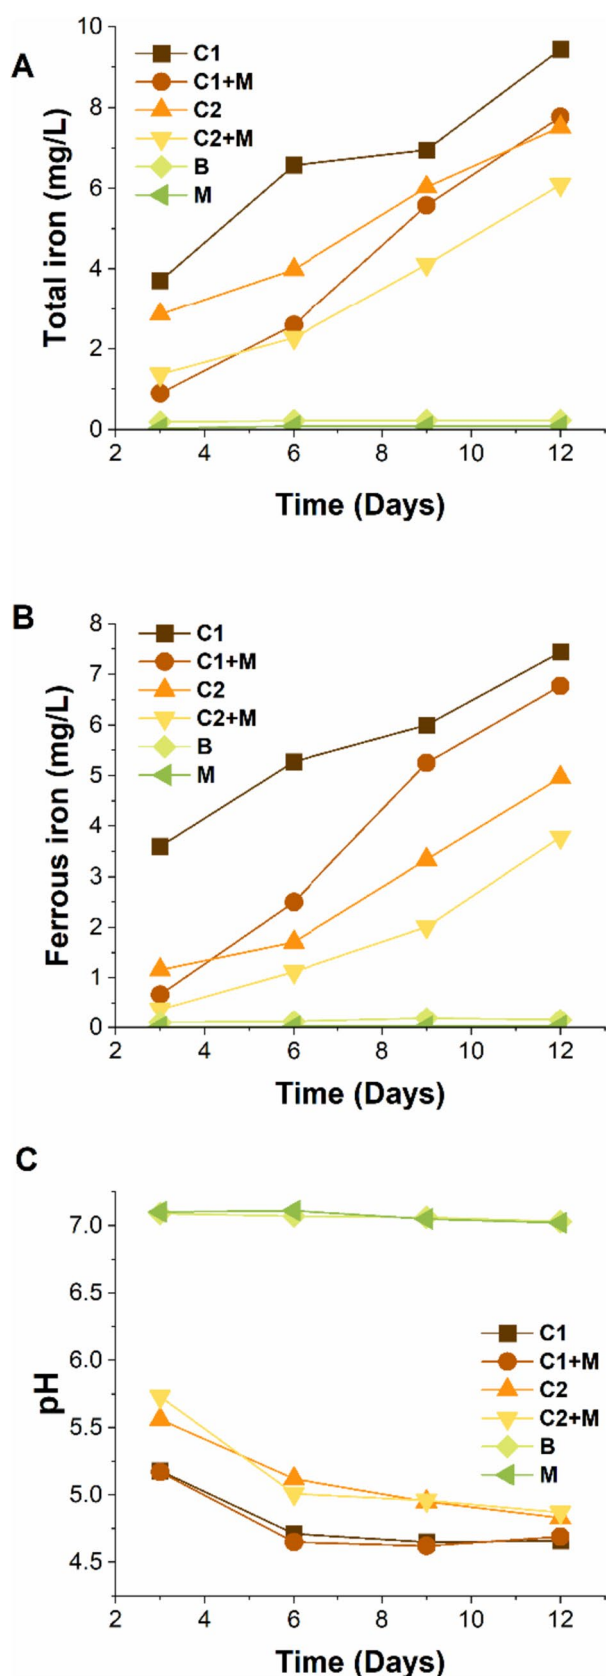 A
Total iron (mg/L)
10
8
6
4
2
0
C1
C1+M
C2
C2+M
B
M
2 4 6 8 10 12
Time (Days)
B
Ferrous iron (mg/L)
8
7
6
5
4
3
2
1
0
C1
C1+M
C2
C2+M
B
M
2 4 6 8 10 12
Time (Days)
C
pH
7.0
6.5
6.0
5.5
5.0
4.5
C1
C1+M
C2
C2+M
B
M
2 4 6 8 10 12
Time (Days)